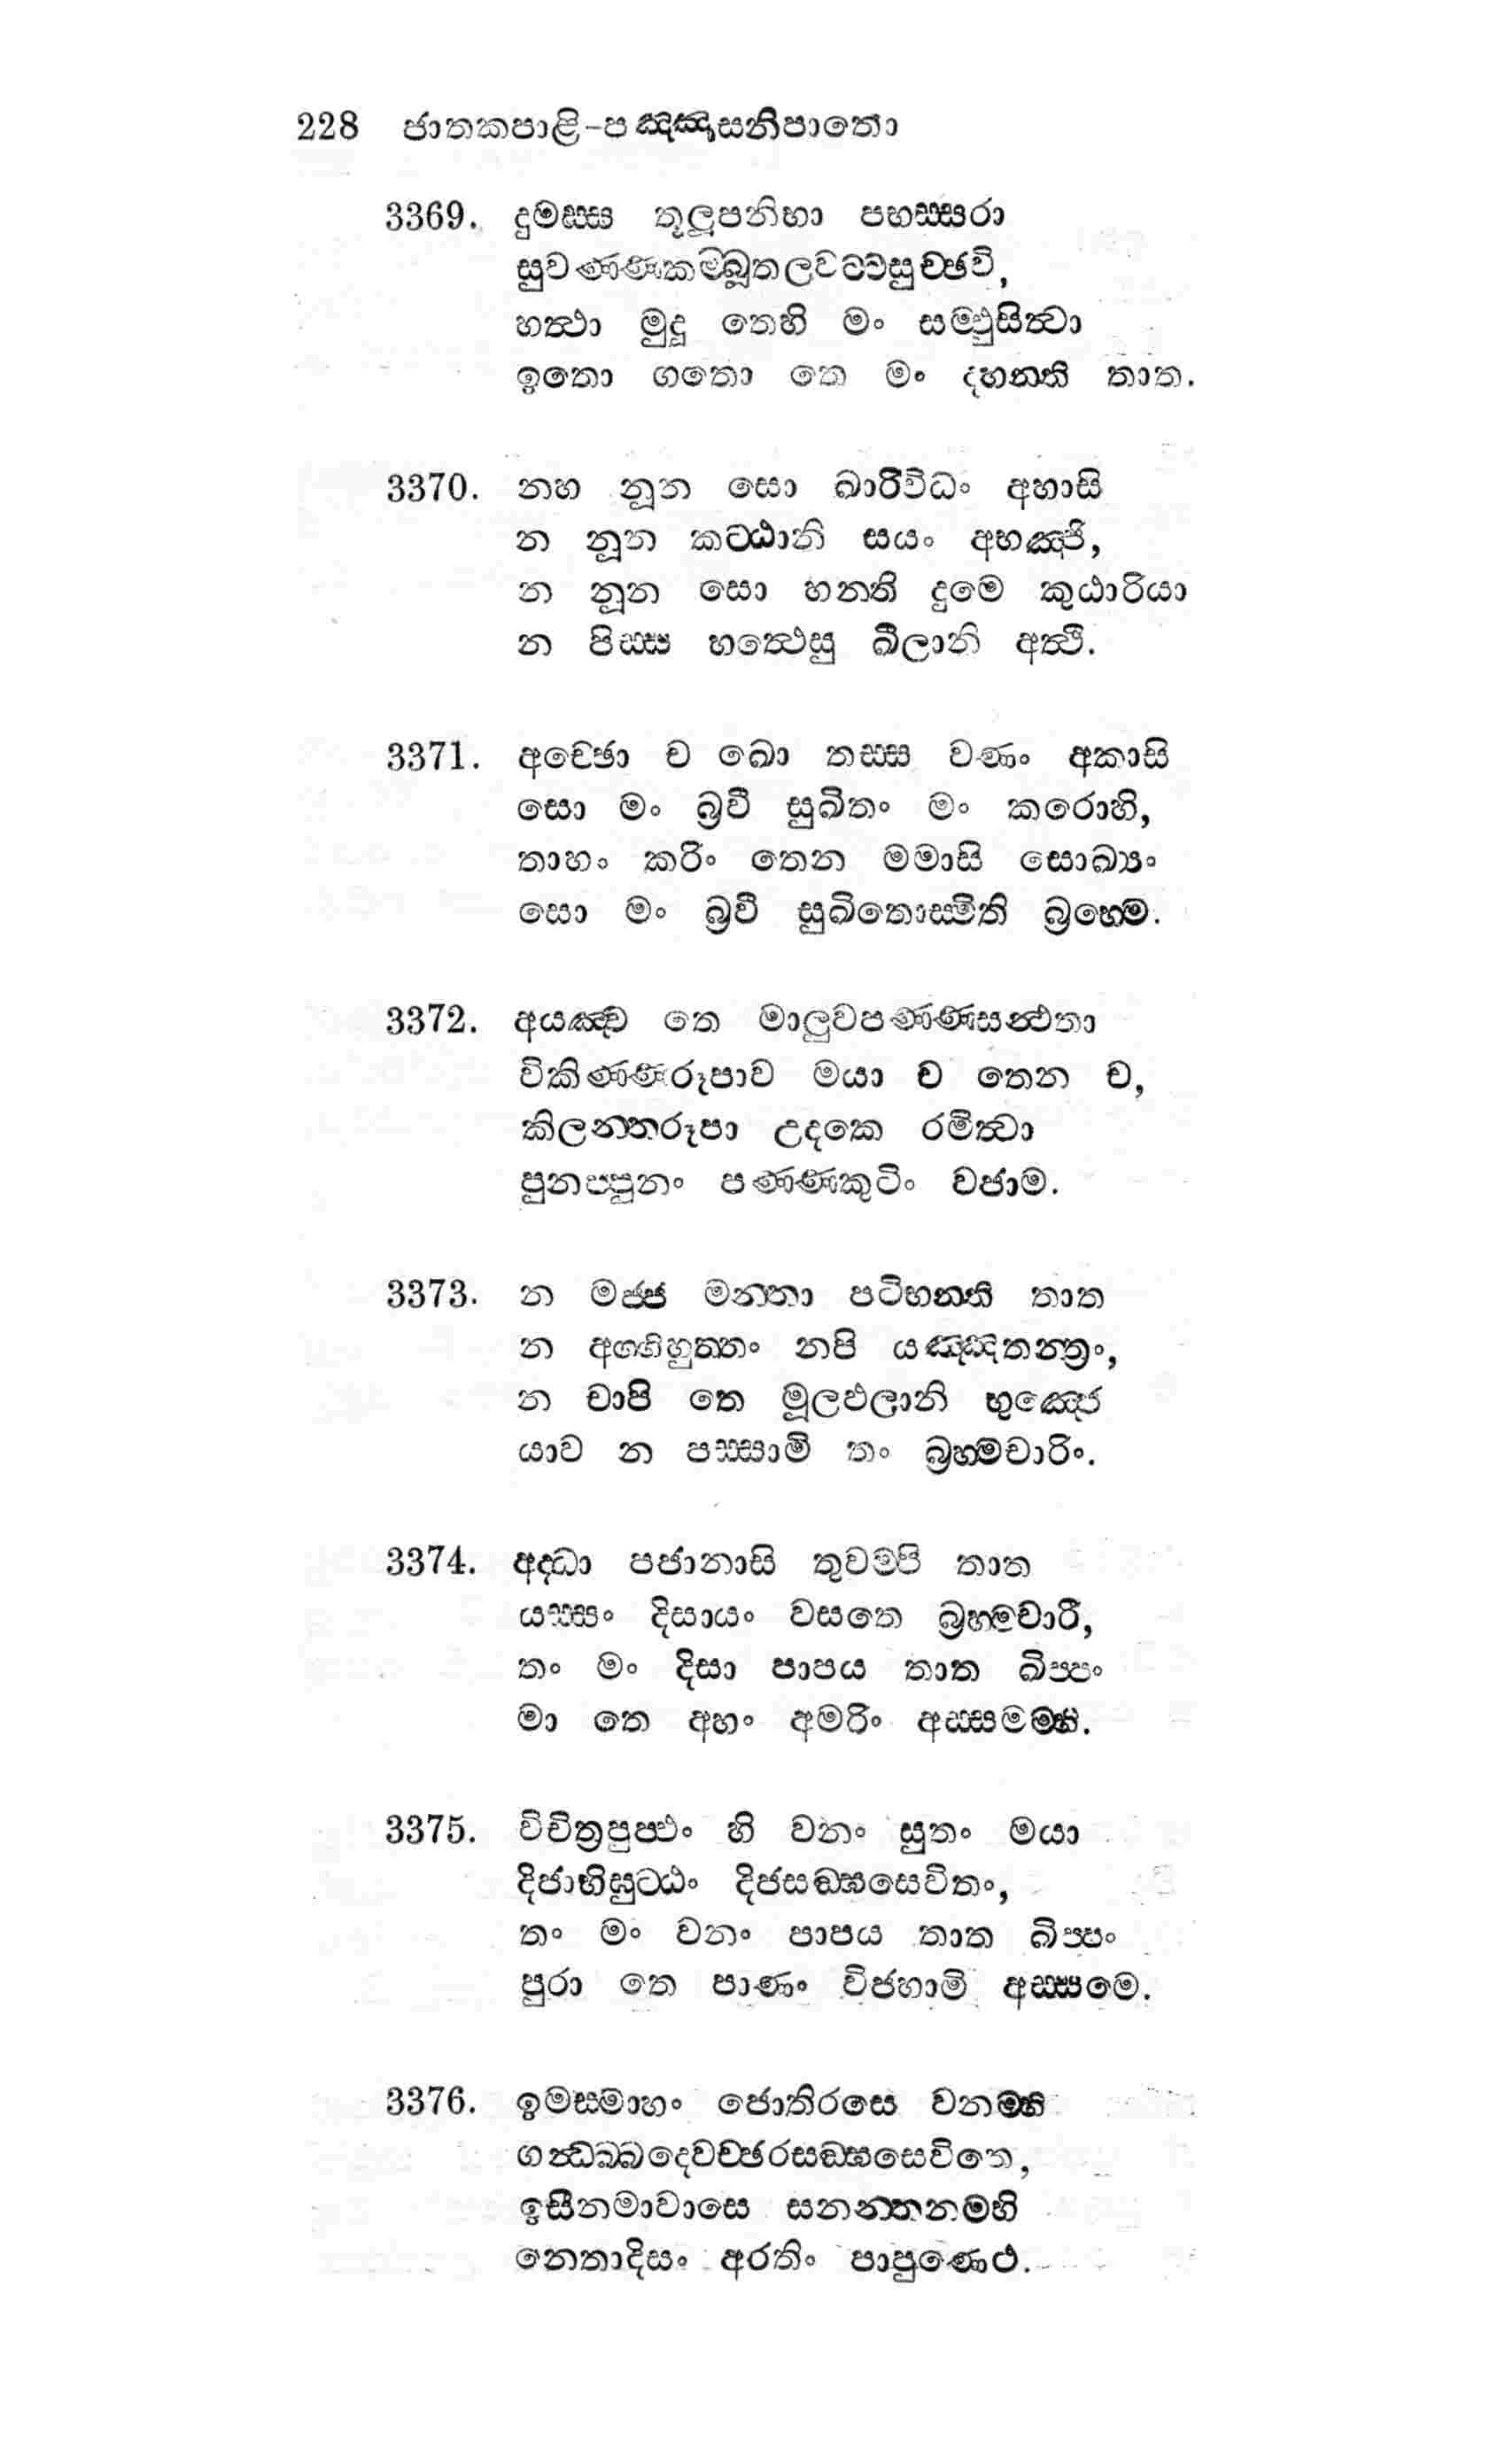 228 ජාතකපාළි-පඤ්ඤාසනිපාතො
3369. දුමස්ස තූලූපනිභා පභස්සරා
සුවණ්ණකම්බූතලවට්ටසුච්ඡවි,
හත්ථා මුදූ තෙහි මං සම්ඵුසිත්වා
ඉතො ගතො තෙ මං දහන්ති තාත.
3370. නහ නූන සො ඛාරිවිධං අහාසි
න නූන කට්ඨානි සයං අභඤ්ජි,
න නූන සො හනති දුමෙ කුඨාරියා
න පිස්ස හත්ථෙසු ඛීලානි අත්ථි.
3371. අච්ඡො ච ඛො තස්ස වණං අකාසි
සො මං බ්‍රවී සුඛිතං මං කරොහි,
තාහං කරිං තෙන මමාසි සොඛ්‍යං
සො මං බ්‍රවී සුඛිතොස්මීති බ්‍රහ්මෙ.
3372. අයඤ්ච තෙ මාලුවපණ්ණසන්ථතා
විකිණ්ණරූපාව මයා ච තෙන ච,
කිලන්තරූපා උදකෙ රමිත්වා
පුනප්පුනං පණ්ණකුටිං වජාම.
3373. න මජ්ජ මන්තා පටිභන්ති තාත
න අග්ගිහුත්තං නපි යඤ්ඤතන්ත්‍රං,
න චාපි තෙ මූලඵලානි භුඤ්ජෙ
යාව න පස්සාමි තං බ්‍රහ්මචාරිං.
3374. අද්ධා පජානාසි තුවම්පි තාත
යස්සං දිසායං වසතෙ බ්‍රහ්මචාරී,
තං මං දිසා පාපය තාත ඛිප්පං
මා තෙ අහං අමරිං අස්සමම්හි.
3375. විචිත්‍රපුප්ඵං හි වනං සුතං මයා
දිජාභිඝුට්ඨං දිජසඞ්ඝසෙවිතං,
තං මං වනං පාපය තාත ඛිප්පං
පුරා තෙ පාණං විජහාමි අස්සමෙ.
3376. ඉමස්මාහං ජොතිරසෙ වනම්හි
ගන්ධබ්බදෙවච්ඡරසඞ්ඝසෙවිතෙ,
ඉසීනමාවාසෙ සනන්තනම්හි
නෙතාදිසං අරතිං පාපුණෙථ.